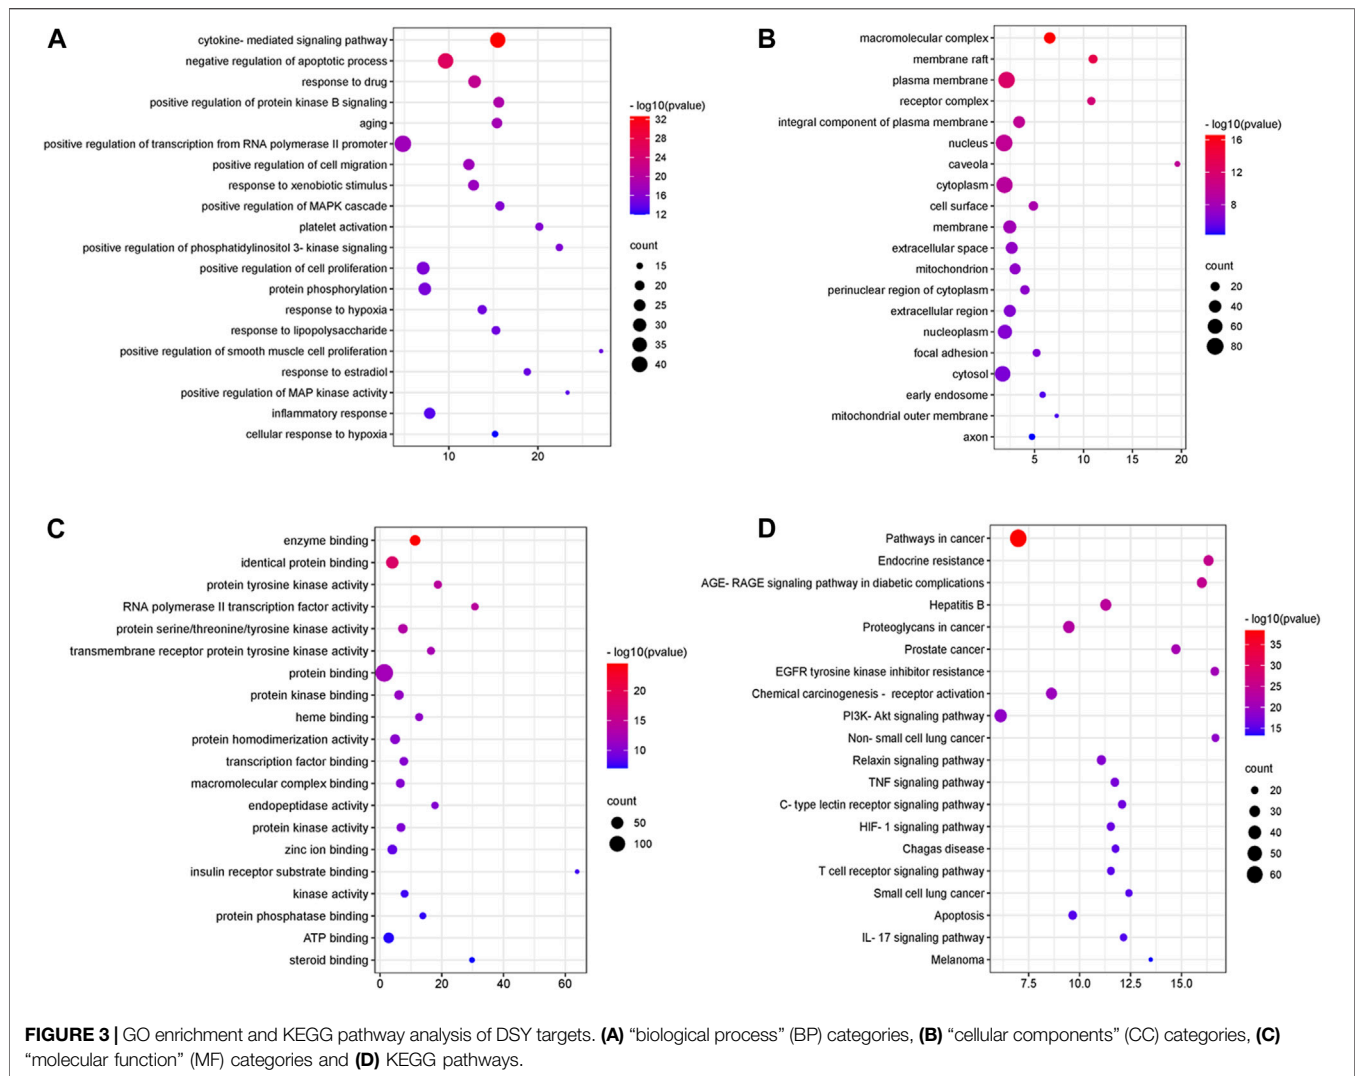 A
cytokine- mediated signaling pathway
negative regulation of apoptotic process
response to drug
positive regulation of protein kinase B signaling
aging
positive regulation of transcription from RNA polymerase II promoter
positive regulation of cell migration
response to xenobiotic stimulus
positive regulation of MAPK cascade
platelet activation
positive regulation of phosphatidylinositol 3- kinase signaling
positive regulation of cell proliferation
protein phosphorylation
response to hypoxia
response to lipopolysaccharide
positive regulation of smooth muscle cell proliferation
response to estradiol
positive regulation of MAP kinase activity
inflammatory response
cellular response to hypoxia
10 20
- log10(pvalue)
32
28
24
20
16
12
count
15
20
25
30
35
40
B
macromolecular complex
membrane raft
plasma membrane
receptor complex
integral component of plasma membrane
nucleus
caveola
cytoplasm
cell surface
membrane
extracellular space
mitochondrion
perinuclear region of cytoplasm
extracellular region
nucleoplasm
focal adhesion
cytosol
early endosome
mitochondrial outer membrane
axon
5 10 15 20
- log10(pvalue)
16
12
8
count
20
40
60
80
C
enzyme binding
identical protein binding
protein tyrosine kinase activity
RNA polymerase II transcription factor activity
protein serine/threonine/tyrosine kinase activity
transmembrane receptor protein tyrosine kinase activity
protein binding
protein kinase binding
heme binding
protein homodimerization activity
transcription factor binding
macromolecular complex binding
endopeptidase activity
protein kinase activity
zinc ion binding
insulin receptor substrate binding
kinase activity
protein phosphatase binding
ATP binding
steroid binding
0 20 40 60
- log10(pvalue)
20
15
10
count
50
100
D
Pathways in cancer
Endocrine resistance
AGE- RAGE signaling pathway in diabetic complications
Hepatitis B
Proteoglycans in cancer
Prostate cancer
EGFR tyrosine kinase inhibitor resistance
Chemical carcinogenesis - receptor activation
PI3K- Akt signaling pathway
Non- small cell lung cancer
Relaxin signaling pathway
TNF signaling pathway
C- type lectin receptor signaling pathway
HIF- 1 signaling pathway
Chagas disease
T cell receptor signaling pathway
Small cell lung cancer
Apoptosis
IL- 17 signaling pathway
Melanoma
7.5 10.0 12.5 15.0
- log10(pvalue)
35
30
25
20
15
count
20
30
40
50
60
FIGURE 3 | GO enrichment and KEGG pathway analysis of DSY targets. (A) “biological process” (BP) categories, (B) “cellular components” (CC) categories, (C)
“molecular function” (MF) categories and (D) KEGG pathways.